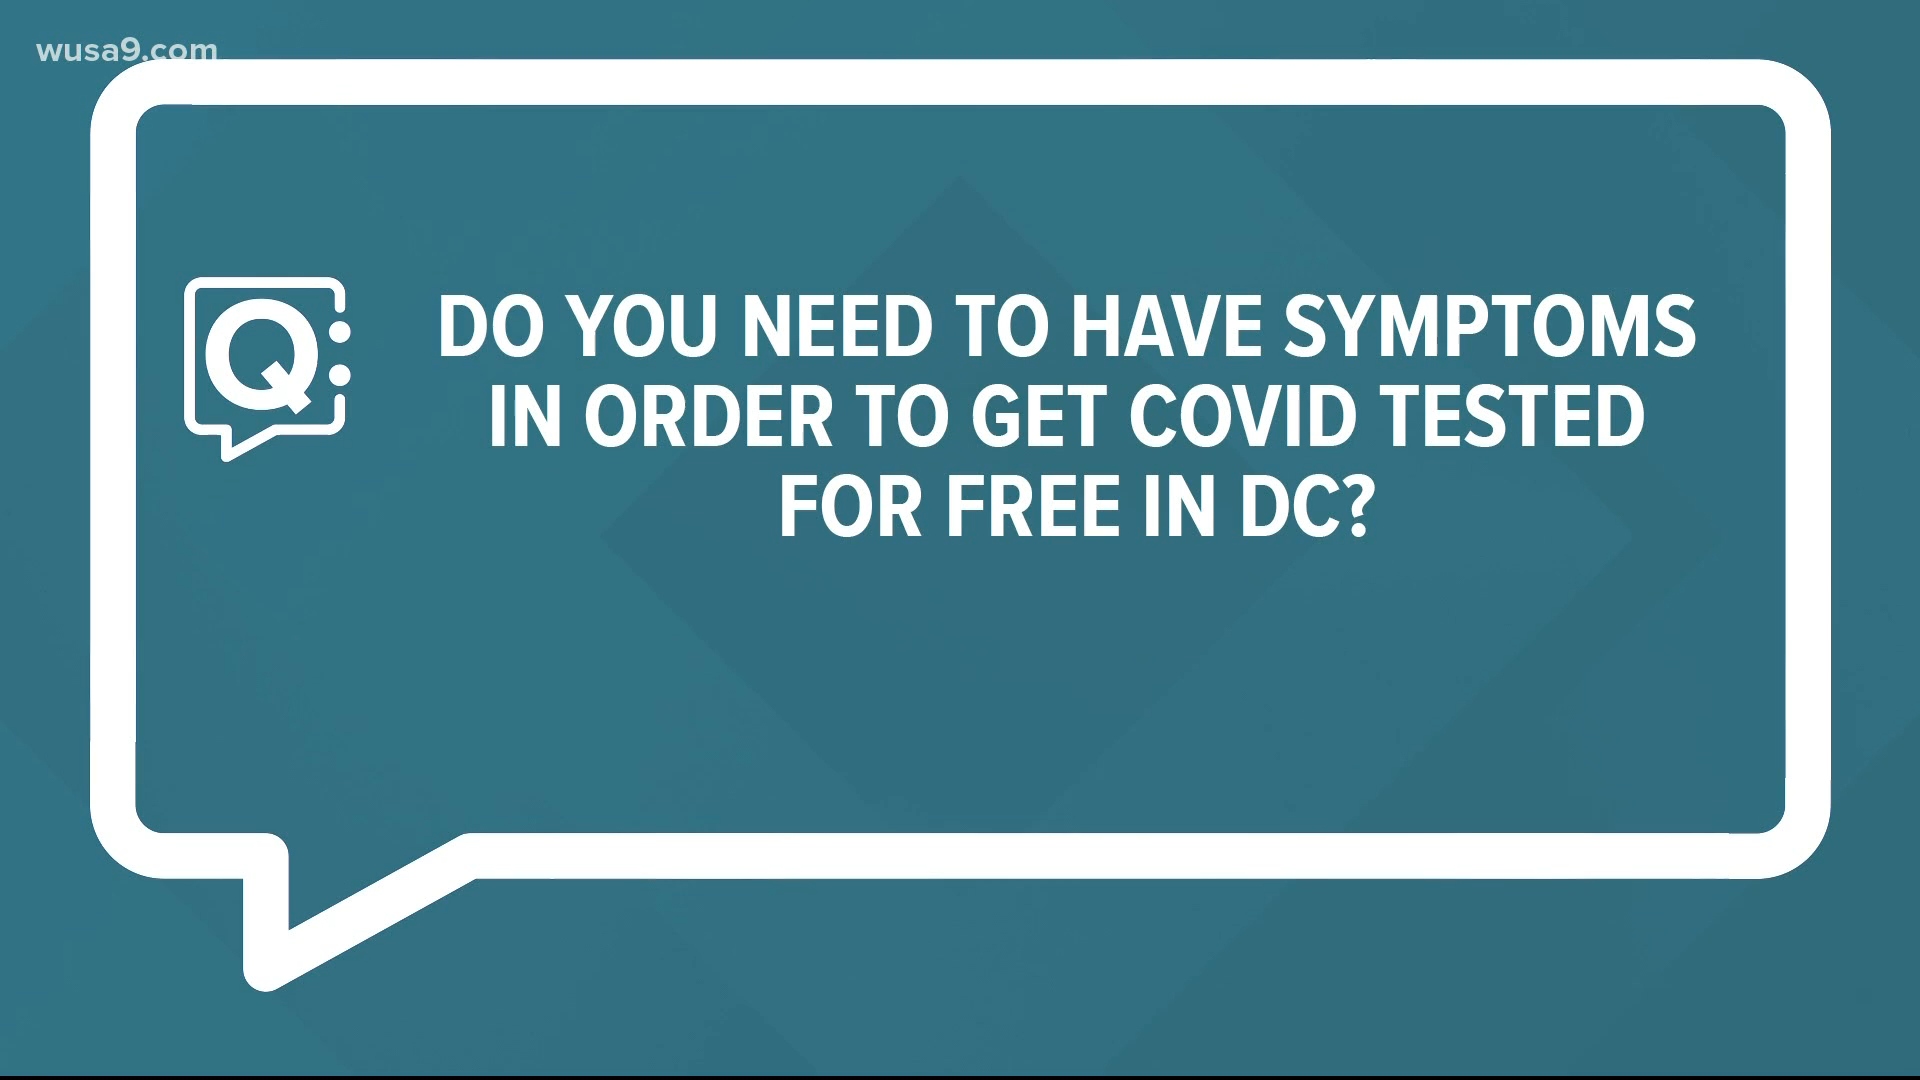 wusa9.com
Q:
DO YOU NEED TO HAVE SYMPTOMS
IN ORDER TO GET COVID TESTED
FOR FREE IN DC?